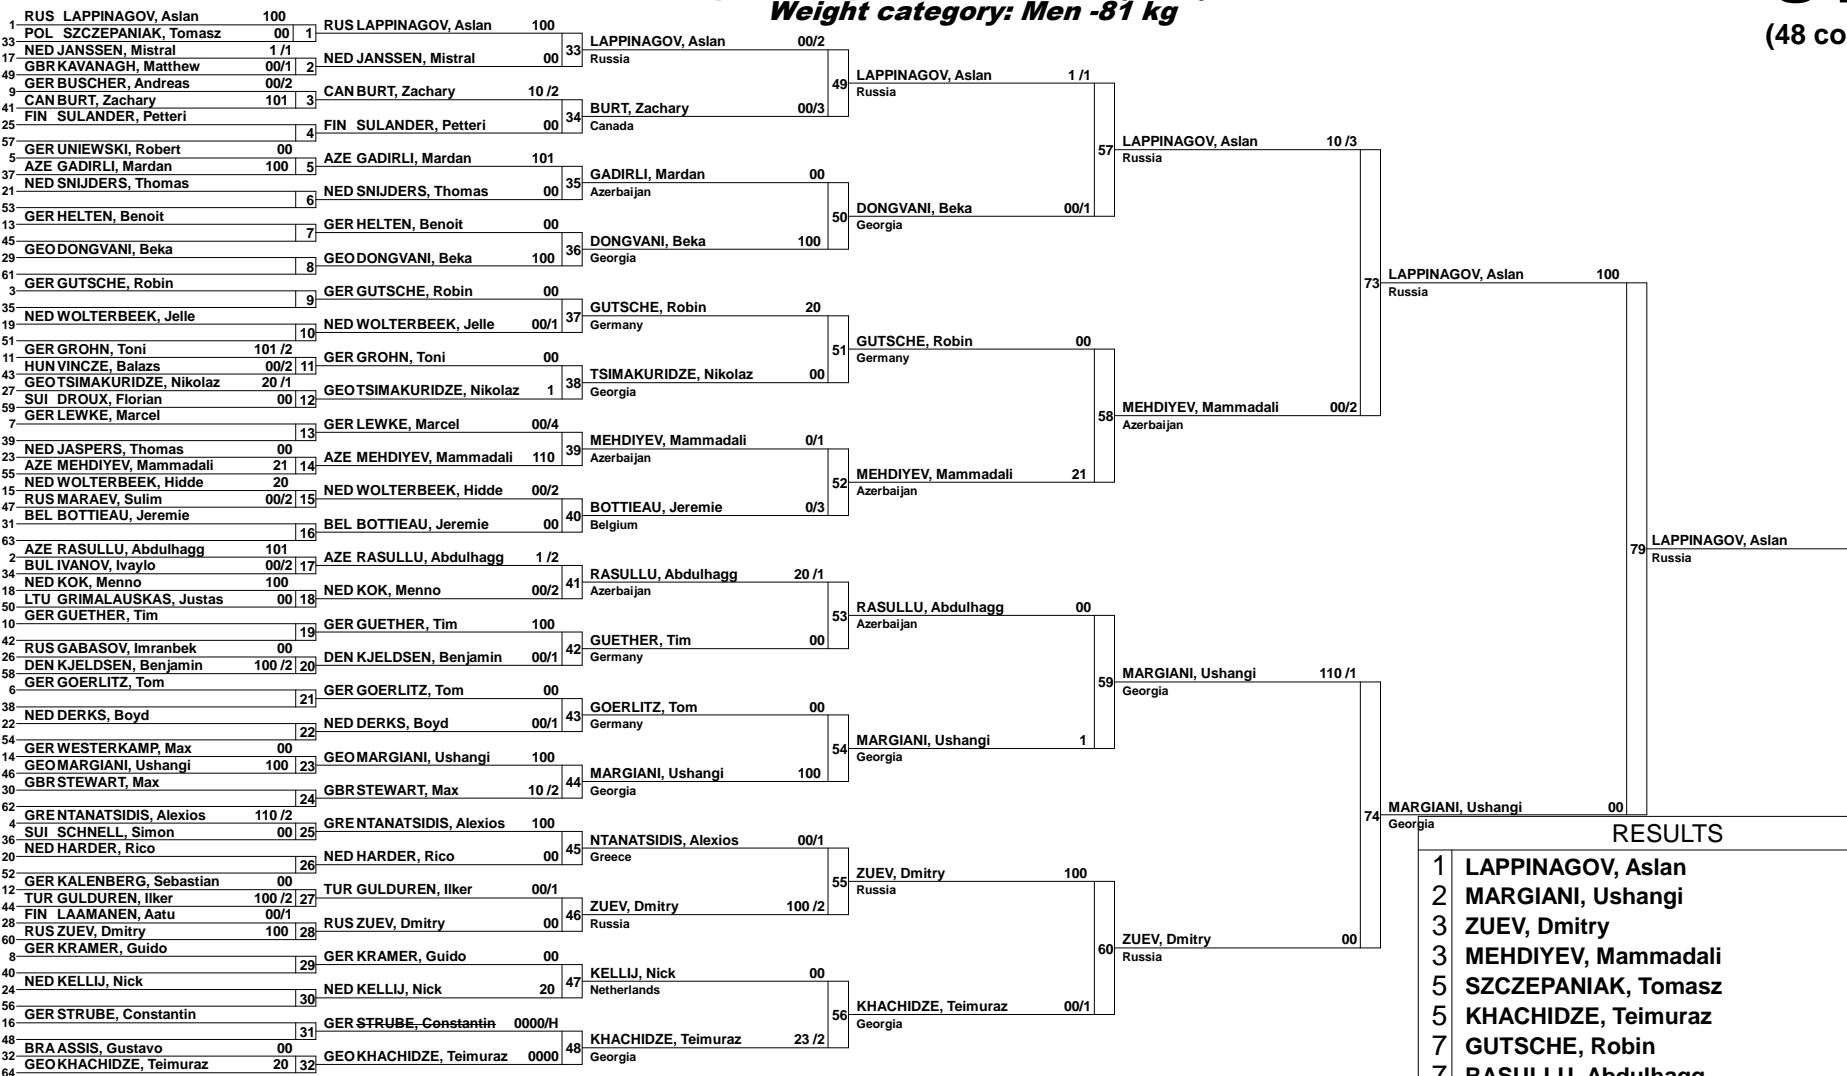 Weight category: Men -81 kg
(48 co
1 RUS LAPPINAGOV, Aslan 100
33 POL SZCZEPANIAK, Tomasz 00 1
17 NED JANSSEN, Mistral 1 /1
49 GBR KAVANAGH, Matthew 00/1 2
9 GER BUSCHER, Andreas 00/2
41 CAN BURT, Zachary 101 3
25 FIN SULANDER, Petteri
57 4
5 GER UNIEWSKI, Robert 00
37 AZE GADIRLI, Mardan 100 5
21 NED SNIJDERS, Thomas
53 6
13 GER HELTEN, Benoit
45 7
29 GEO DONGVANI, Beka
61 8
3 GER GUTSCHE, Robin
35 9
19 NED WOLTERBEEK, Jelle
51 10
11 GER GROHN, Toni 101 /2
43 HUN VINCZE, Balazs 00/2 11
27 GEO TSIMAKURIDZE, Nikolaz 20 /1
59 SUI DROUX, Florian 00 12
7 GER LEWKE, Marcel
39 13
23 NED JASPERS, Thomas 00
55 AZE MEHDIYEV, Mammadali 21 14
15 NED WOLTERBEEK, Hidde 20
47 RUS MARAEV, Sulim 00/2 15
31 BEL BOTTIEAU, Jeremie
63 16
2 AZE RASULLU, Abdulhagg 101
34 BUL IVANOV, Ivaylo 00/2 17
18 NED KOK, Menno 100
50 LTU GRIMALAUSKAS, Justas 00 18
10 GER GUETHER, Tim
42 19
26 RUS GABASOV, Imranbek 00
58 DEN KJELDSEN, Benjamin 100 /2 20
6 GER GOERLITZ, Tom
38 21
22 NED DERKS, Boyd
54 22
14 GER WESTERKAMP, Max 00
46 GEO MARGIANI, Ushangi 100 23
30 GBR STEWART, Max
62 24
4 GRE NTANATSIDIS, Alexios 110 /2
36 SUI SCHNELL, Simon 00 25
20 NED HARDER, Rico
52 26
12 GER KALENBERG, Sebastian 00
44 TUR GULDUREN, Ilker 100 /2 27
28 FIN LAAMANEN, Aatu 00/1
60 RUS ZUEV, Dmitry 100 28
8 GER KRAMER, Guido
40 29
24 NED KELLIJ, Nick
56 30
16 GER STRUBE, Constantin
48 31
32 BRA ASSIS, Gustavo 00
64 GEO KHACHIDZE, Teimuraz 20 32
RUS LAPPINAGOV, Aslan 100
NED JANSSEN, Mistral 00 33
CAN BURT, Zachary 10 /2
FIN SULANDER, Petteri 00 34
AZE GADIRLI, Mardan 101
NED SNIJDERS, Thomas 00 35
GER HELTEN, Benoit 00
GEO DONGVANI, Beka 100 36
GER GUTSCHE, Robin 00
NED WOLTERBEEK, Jelle 00/1 37
GER GROHN, Toni 00
GEO TSIMAKURIDZE, Nikolaz 1 38
GER LEWKE, Marcel 00/4
AZE MEHDIYEV, Mammadali 110 39
NED WOLTERBEEK, Hidde 00/2
BEL BOTTIEAU, Jeremie 00 40
AZE RASULLU, Abdulhagg 1 /2
NED KOK, Menno 00/2 41
GER GUETHER, Tim 100
DEN KJELDSEN, Benjamin 00/1 42
GER GOERLITZ, Tom 00
NED DERKS, Boyd 00/1 43
GEO MARGIANI, Ushangi 100
GBR STEWART, Max 10 /2 44
GRE NTANATSIDIS, Alexios 100
NED HARDER, Rico 00 45
TUR GULDUREN, Ilker 00/1
RUS ZUEV, Dmitry 00 46
GER KRAMER, Guido 00
NED KELLIJ, Nick 20 47
GER STRUBE, Constantin 0000/H
GEO KHACHIDZE, Teimuraz 0000 48
LAPPINAGOV, Aslan 00/2
Russia
49
BURT, Zachary 00/3
Canada
GADIRLI, Mardan 00
Azerbaijan
50
DONGVANI, Beka 100
Georgia
GUTSCHE, Robin 20
Germany
51
TSIMAKURIDZE, Nikolaz 00
Georgia
MEHDIYEV, Mammadali 0/1
Azerbaijan
52
BOTTIEAU, Jeremie 0/3
Belgium
RASULLU, Abdulhagg 20 /1
Azerbaijan
53
GUETHER, Tim 00
Germany
GOERLITZ, Tom 00
Germany
54
MARGIANI, Ushangi 100
Georgia
NTANATSIDIS, Alexios 00/1
Greece
55
ZUEV, Dmitry 100 /2
Russia
KELLIJ, Nick 00
Netherlands
56
KHACHIDZE, Teimuraz 23 /2
Georgia
LAPPINAGOV, Aslan 1 /1
Russia
57
DONGVANI, Beka 00/1
Georgia
GUTSCHE, Robin 00
Germany
58
MEHDIYEV, Mammadali 21
Azerbaijan
RASULLU, Abdulhagg 00
Azerbaijan
59
MARGIANI, Ushangi 1
Georgia
ZUEV, Dmitry 100
Russia
60
KHACHIDZE, Teimuraz 00/1
Georgia
LAPPINAGOV, Aslan 10 /3
Russia
73
MEHDIYEV, Mammadali 00/2
Azerbaijan
MARGIANI, Ushangi 110 /1
Georgia
74
ZUEV, Dmitry 00
Russia
LAPPINAGOV, Aslan 100
Russia
79
MARGIANI, Ushangi 00
Georgia
LAPPINAGOV, Aslan
Russia
RESULTS
1 LAPPINAGOV, Aslan
2 MARGIANI, Ushangi
3 ZUEV, Dmitry
3 MEHDIYEV, Mammadali
5 SZCZEPANIAK, Tomasz
5 KHACHIDZE, Teimuraz
7 GUTSCHE, Robin
7 RASULLU, Abdulhagg